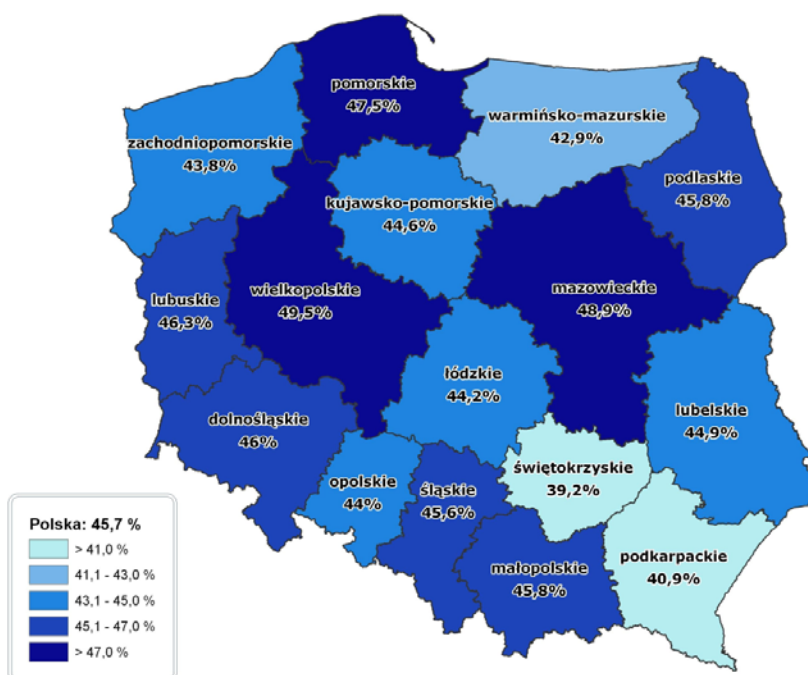 pomorskie
47,5%
warmińsko-mazurskie
42,9%
zachodniopomorskie
43,8%
podlaskie
45,8%
kujawsko-pomorskie
44,6%
wielkopolskie
49,5%
mazowieckie
48,9%
lubuskie
46,3%
łódzkie
44,2%
lubelskie
44,9%
dolnośląskie
46%
świętokrzyskie
39,2%
opolskie
44%
śląskie
45,6%
małopolskie
45,8%
podkarpackie
40,9%
Polska: 45,7 %
> 41,0 %
41,1 - 43,0 %
43,1 - 45,0 %
45,1 - 47,0 %
> 47,0 %